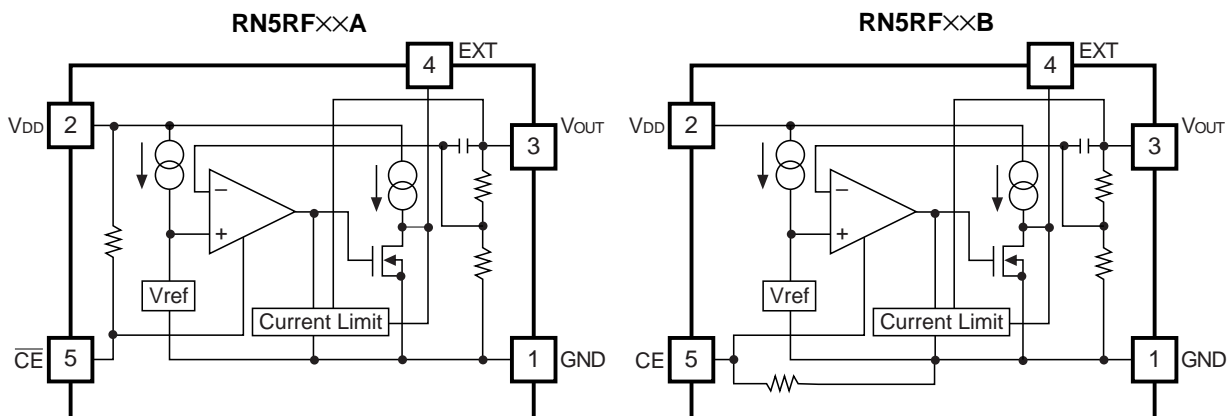 RN5RF××A
4
EXT
VDD
2
3
VOUT
−
+
Vref
Current Limit
C̅E̅
5
1
GND
RN5RF××B
4
EXT
VDD
2
3
VOUT
−
+
Vref
Current Limit
CE
5
1
GND